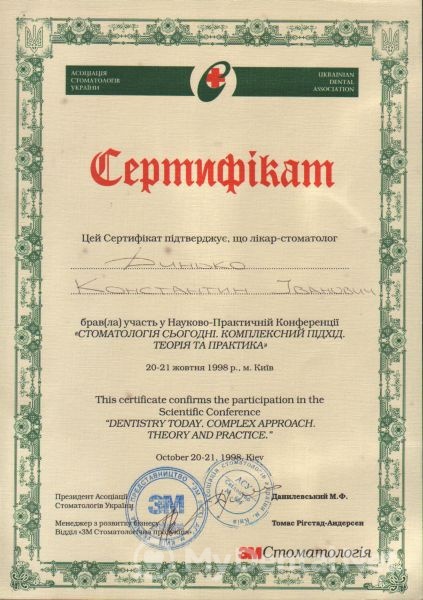 АСОЦІАЦІЯ
СТОМАТОЛОГІВ
УКРАЇНИ
UKRAINIAN
DENTAL
ASSOCIATION
Сертифікат
Цей Сертифікат підтверджує, що лікар-стоматолог
Динько
Константин Іванович
брав(ла) участь у Науково-Практичній Конференції
«СТОМАТОЛОГІЯ СЬОГОДНІ. КОМПЛЕКСНИЙ ПІДХІД.
ТЕОРІЯ ТА ПРАКТИКА»
20-21 жовтня 1998 р., м. Київ
This certificate confirms the participation in the
Scientific Conference
"DENTISTRY TODAY. COMPLEX APPROACH.
THEORY AND PRACTICE."
October 20-21, 1998, Kiev
Президент Асоціації
Стоматологів України
Данилевський М.Ф.
Менеджер з розвитку бізнесу
Відділ «3М Стоматологічна продукція»
Томас Рігстад-Андерсен
3M
3M Стоматологія